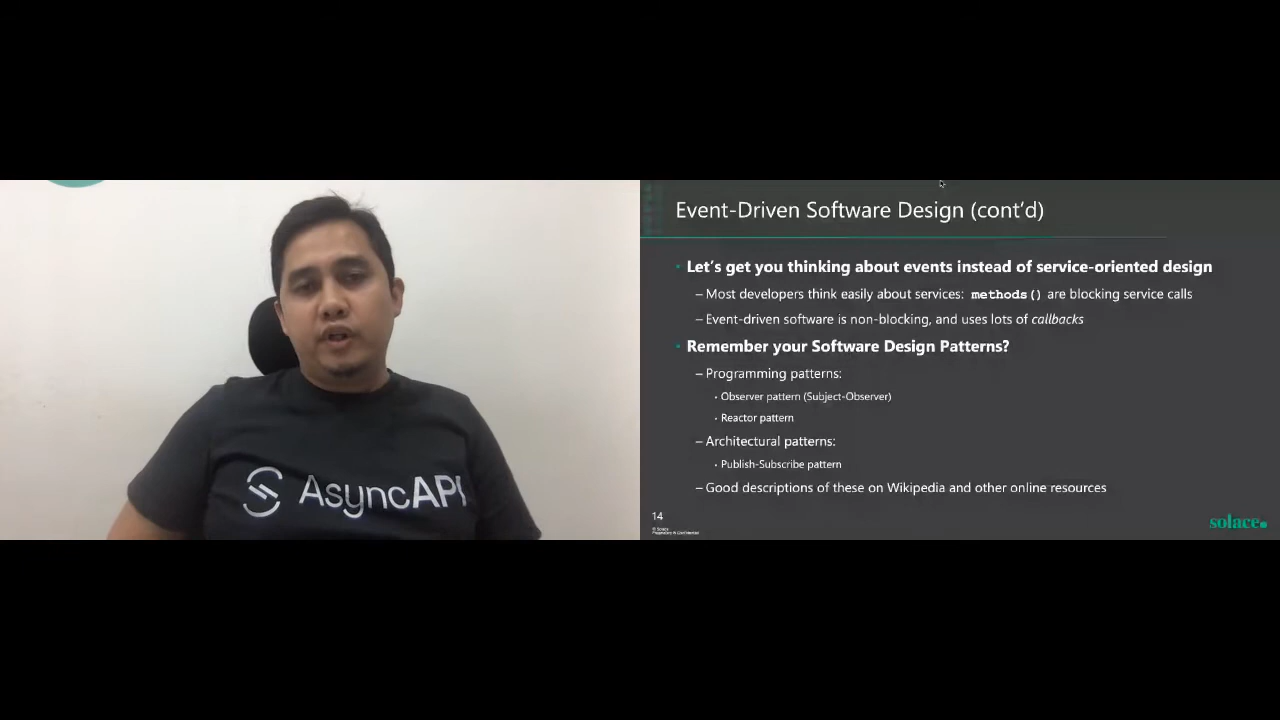 AsyncAPI
Event-Driven Software Design (cont'd)
• Let's get you thinking about events instead of service-oriented design
– Most developers think easily about services: methods() are blocking service calls
– Event-driven software is non-blocking, and uses lots of callbacks
• Remember your Software Design Patterns?
– Programming patterns:
• Observer pattern (Subject-Observer)
• Reactor pattern
– Architectural patterns:
• Publish-Subscribe pattern
– Good descriptions of these on Wikipedia and other online resources
14
© Solace
Proprietary & Confidential
solace.